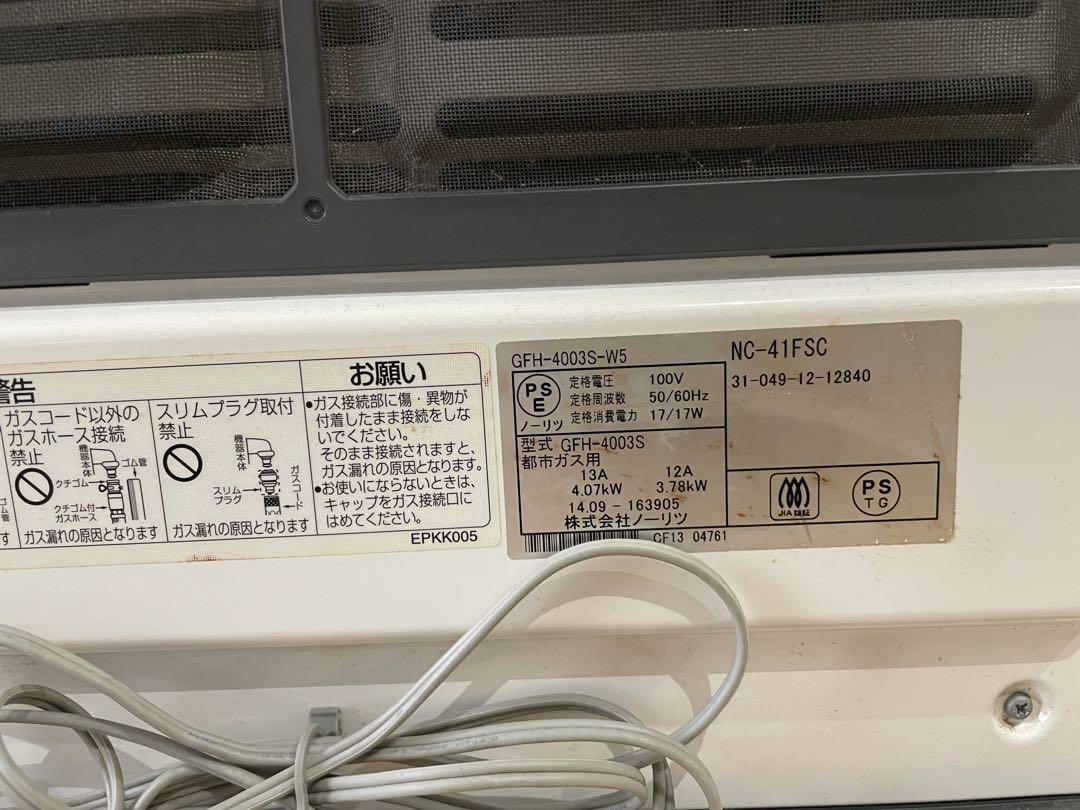 警告
ガスコード以外の
ガスホース接続
禁止
機器本体
ゴム管
クチゴム
クチゴム付
ガスホース
ガス漏れの原因となります
スリムプラグ取付
禁止
機器本体
ガスコード
スリム
プラグ
ガス漏れの原因となります
お願い
●ガス接続部に傷・異物が
付着したまま接続をしな
いでください。
そのまま接続されますと、
ガス漏れの原因となります。
●お使いにならないときは、
キャップをガス接続口に
はめてください。
EPKK005
GFH-4003S-W5
PS
E
ノーリツ
定格電圧 100V
定格周波数 50/60Hz
定格消費電力 17/17W
型式 GFH-4003S
都市ガス用
13A 12A
4.07kW 3.78kW
14.09 - 163905
株式会社ノーリツ
CF13 04761
NC-41FSC
31-049-12-12840
JIA認証
PS
TG